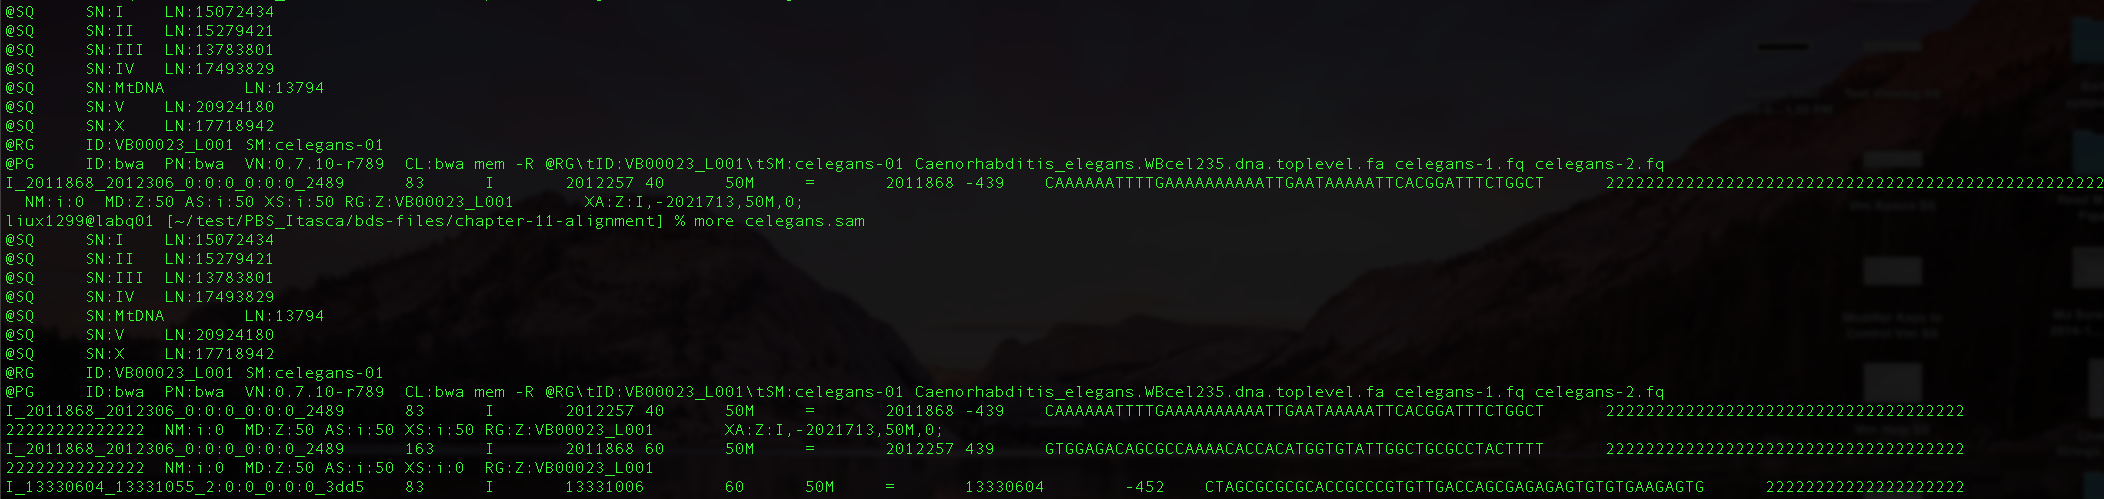 @SQ SN:I LN:15072434
@SQ SN:II LN:15279421
@SQ SN:III LN:13783801
@SQ SN:IV LN:17493829
@SQ SN:MtDNA LN:13794
@SQ SN:V LN:20924180
@SQ SN:X LN:17718942
@RG ID:VB00023_L001 SM:celegans-01
@PG ID:bwa PN:bwa VN:0.7.10-r789 CL:bwa mem -R @RG\tID:VB00023_L001\tSM:celegans-01 Caenorhabditis_elegans.WBcel235.dna.toplevel.fa celegans-1.fq celegans-2.fq
I_2011868_2012306_0:0:0_0:0:0_2489 83 I 2012257 40 50M = 2011868 -439 CAAAAAATTTTGAAAAAAAAAATTGAATAAAAATTCACGGATTTCTGGCT 22222222222222222222222222222222222222222222222222
NM:i:0 MD:Z:50 AS:i:50 XS:i:50 RG:Z:VB00023_L001 XA:Z:I,-2021713,50M,0;
liux1299@labq01 [~/test/PBS_Itasca/bds-files/chapter-11-alignment] % more celegans.sam
@SQ SN:I LN:15072434
@SQ SN:II LN:15279421
@SQ SN:III LN:13783801
@SQ SN:IV LN:17493829
@SQ SN:MtDNA LN:13794
@SQ SN:V LN:20924180
@SQ SN:X LN:17718942
@RG ID:VB00023_L001 SM:celegans-01
@PG ID:bwa PN:bwa VN:0.7.10-r789 CL:bwa mem -R @RG\tID:VB00023_L001\tSM:celegans-01 Caenorhabditis_elegans.WBcel235.dna.toplevel.fa celegans-1.fq celegans-2.fq
I_2011868_2012306_0:0:0_0:0:0_2489 83 I 2012257 40 50M = 2011868 -439 CAAAAAATTTTGAAAAAAAAAATTGAATAAAAATTCACGGATTTCTGGCT 222222222222222222222222222222222222
22222222222222 NM:i:0 MD:Z:50 AS:i:50 XS:i:50 RG:Z:VB00023_L001 XA:Z:I,-2021713,50M,0;
I_2011868_2012306_0:0:0_0:0:0_2489 163 I 2011868 60 50M = 2012257 439 GTGGAGACAGCGCCAAAACACCACATGGTGTATTGGCTGCGCCTACTTTT 222222222222222222222222222222222222
22222222222222 NM:i:0 MD:Z:50 AS:i:50 XS:i:0 RG:Z:VB00023_L001
I_13330604_13331055_2:0:0_0:0:0_3dd5 83 I 13331006 60 50M = 13330604 -452 CTAGCGCGCGCACCGCCCGTGTTGACCAGCGAGAGAGTGTGTGAAGAGTG 22222222222222222222